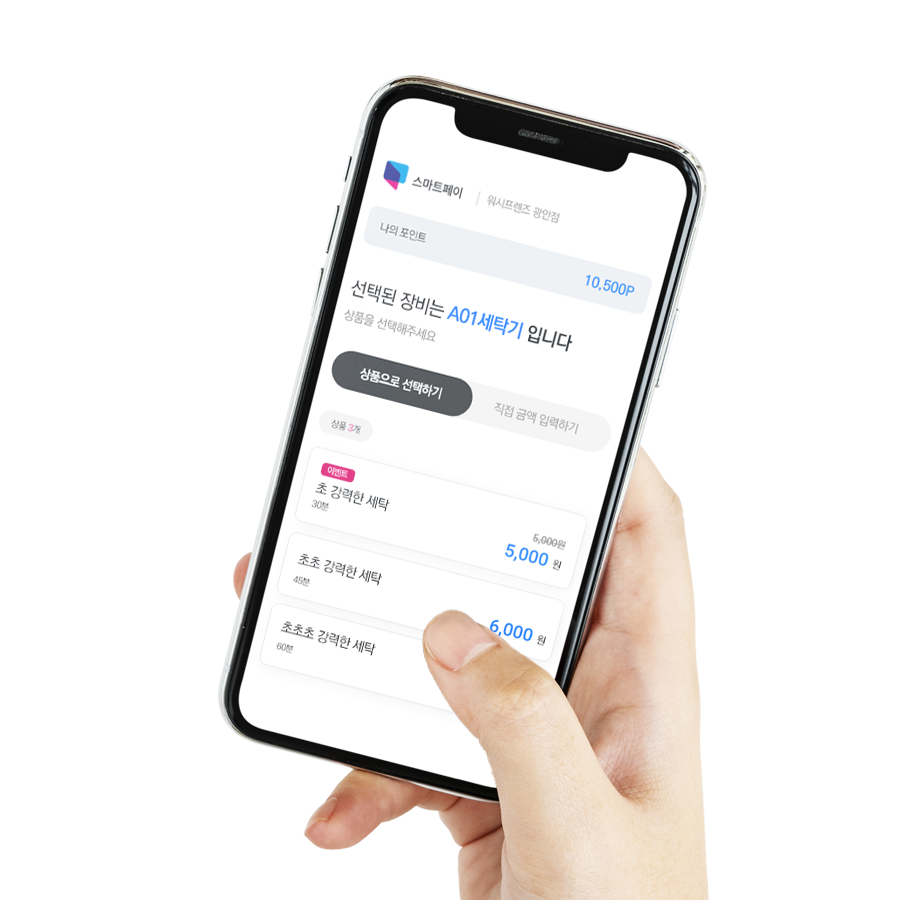 스마트페이 | 워시프렌즈 광안점
나의 포인트
10,500P
선택된 장비는 A01세탁기 입니다
상품을 선택해주세요
상품으로 선택하기
직접 금액 입력하기
상품 3개
이벤트
초 강력한 세탁
30분
5,000원
5,000 원
초초 강력한 세탁
45분
6,000 원
초초초 강력한 세탁
60분